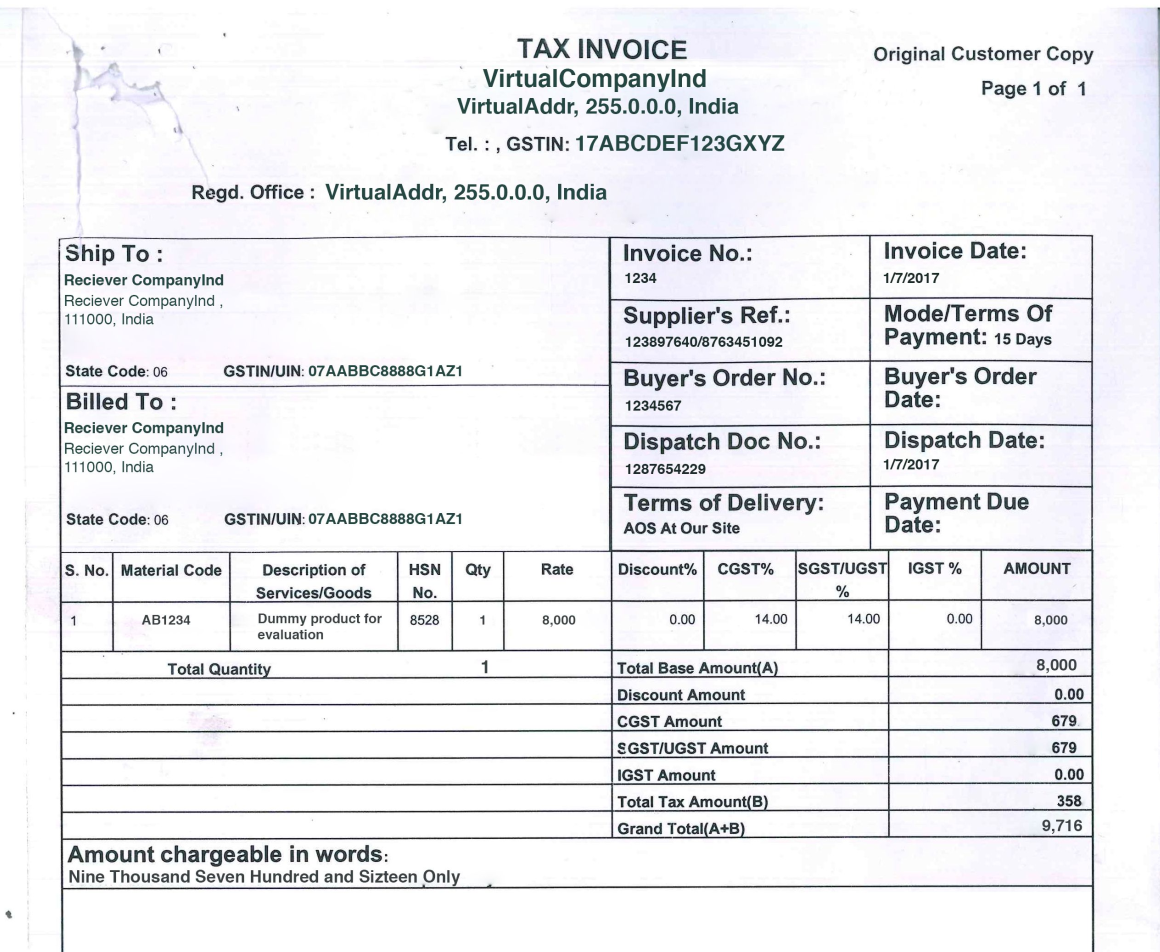 TAX INVOICE
Original Customer Copy
VirtualCompanyInd
Page 1 of 1
VirtualAddr, 255.0.0.0, India
Tel. : , GSTIN: 17ABCDEF123GXYZ
Regd. Office : VirtualAddr, 255.0.0.0, India
Ship To :
Reciever CompanyInd
Reciever CompanyInd ,
111000, India
State Code: 06 GSTIN/UIN: 07AABBC8888G1AZ1
Billed To :
Reciever CompanyInd
Reciever CompanyInd ,
111000, India
State Code: 06 GSTIN/UIN: 07AABBC8888G1AZ1
Invoice No.:
1234
Invoice Date:
1/7/2017
Supplier's Ref.:
123897640/8763451092
Mode/Terms Of
Payment: 15 Days
Buyer's Order No.:
1234567
Buyer's Order
Date:
Dispatch Doc No.:
1287654229
Dispatch Date:
1/7/2017
Terms of Delivery:
AOS At Our Site
Payment Due
Date:
S. No. Material Code Description of HSN Qty Rate Discount% CGST% SGST/UGST IGST % AMOUNT
Services/Goods No. %
1 AB1234 Dummy product for 8528 1 8,000 0.00 14.00 14.00 0.00 8,000
evaluation
Total Quantity 1 Total Base Amount(A) 8,000
Discount Amount 0.00
CGST Amount 679
SGST/UGST Amount 679
IGST Amount 0.00
Total Tax Amount(B) 358
Grand Total(A+B) 9,716
Amount chargeable in words:
Nine Thousand Seven Hundred and Sizteen Only